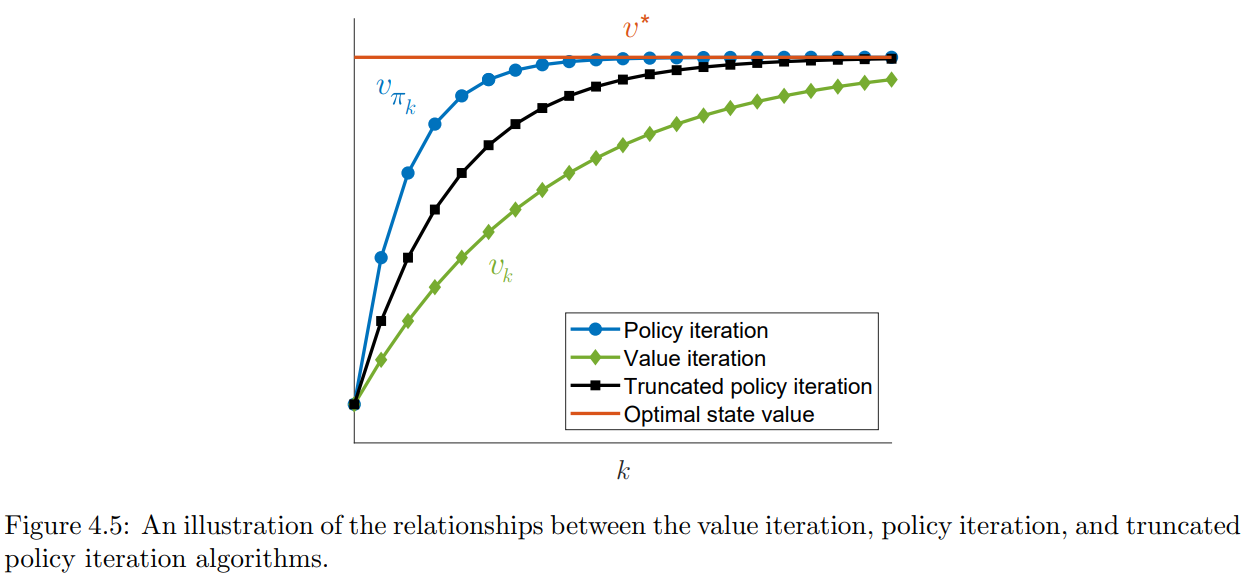 v*
v_{π_k}
v_k
Policy iteration
Value iteration
Truncated policy iteration
Optimal state value
k
Figure 4.5: An illustration of the relationships between the value iteration, policy iteration, and truncated
policy iteration algorithms.